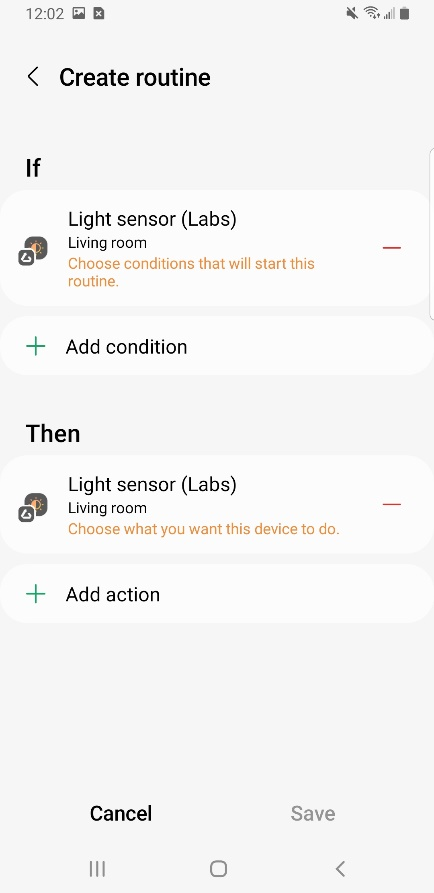 12:02
Create routine
If
Light sensor (Labs)
Living room
Choose conditions that will start this
routine.
Add condition
Then
Light sensor (Labs)
Living room
Choose what you want this device to do.
Add action
Cancel
Save